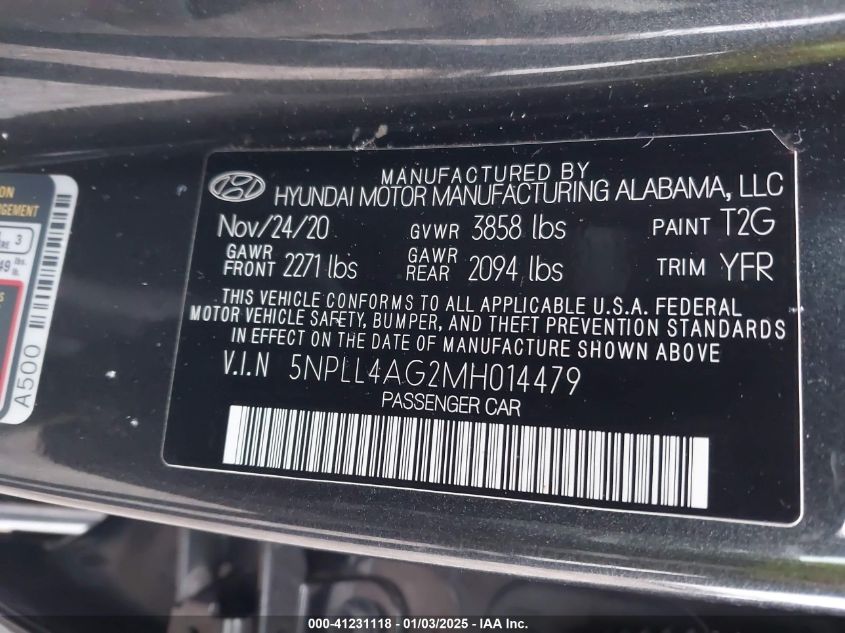 MANUFACTURED BY
HYUNDAI MOTOR MANUFACTURING ALABAMA, LLC
Nov/24/20 GVWR 3858 lbs PAINT T2G
GAWR FRONT 2271 lbs GAWR REAR 2094 lbs TRIM YFR
THIS VEHICLE CONFORMS TO ALL APPLICABLE U.S.A. FEDERAL
MOTOR VEHICLE SAFETY, BUMPER, AND THEFT PREVENTION STANDARDS
IN EFFECT ON THE DATE OF MANUFACTURE SHOWN ABOVE
V.I.N 5NPLL4AG2MH014479
PASSENGER CAR
ION
RGEMENT
3
A500
000-41231118 - 01/03/2025 - IAA Inc.